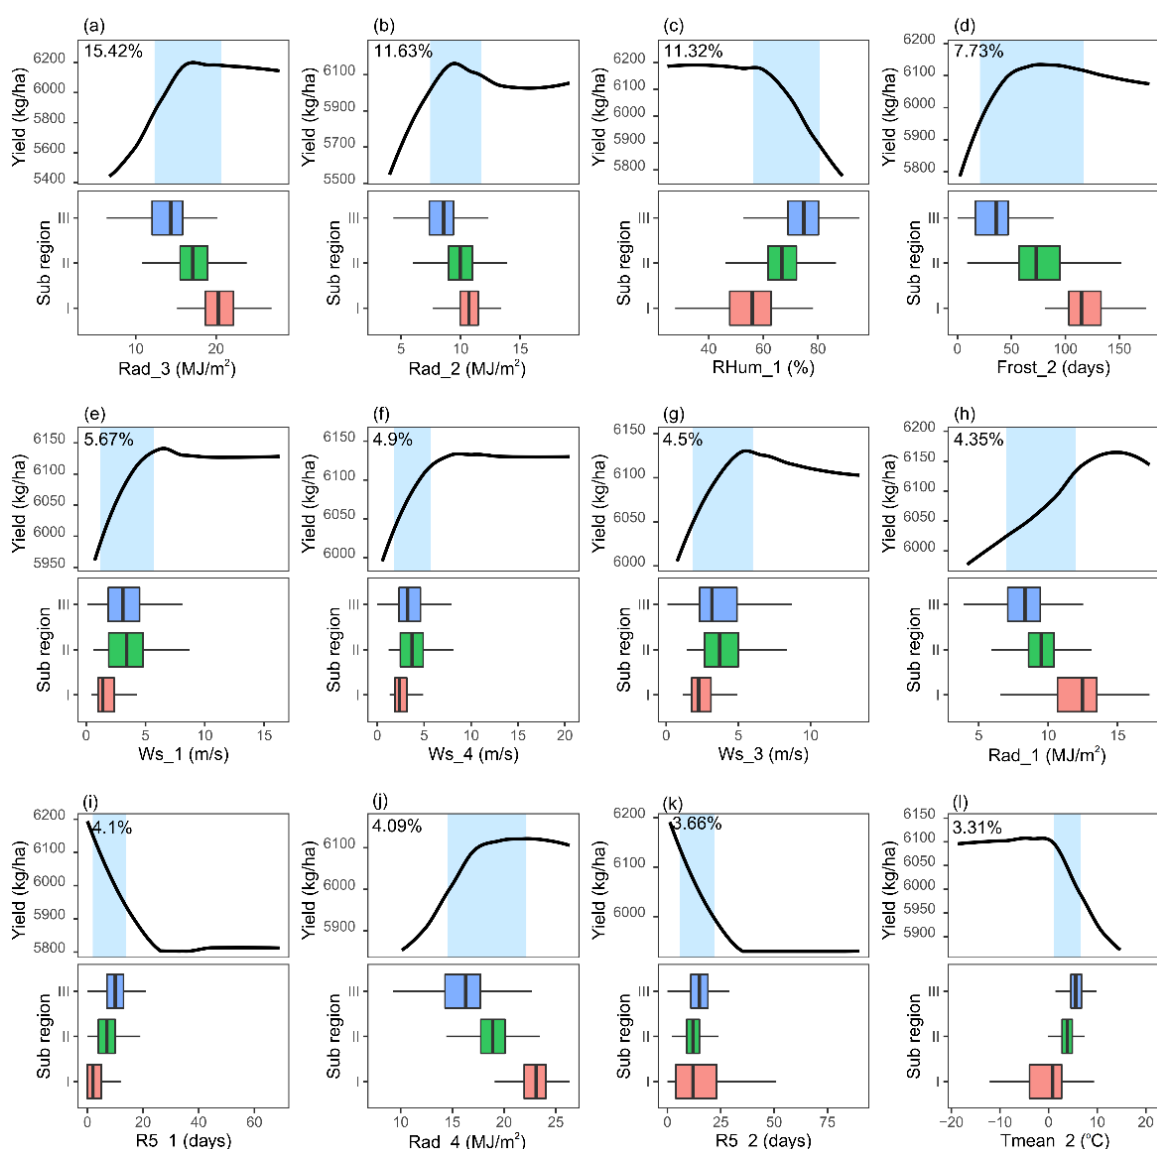 (a) (b) (c) (d)
15.42% 11.63% 11.32% 7.73%
Yield (kg/ha) Yield (kg/ha) Yield (kg/ha) Yield (kg/ha)
6200 6100 6200 6200
6000 5900 6100 6100
5800 5700 6000 6000
5600 5500 5900 5900
5400 5800 5800
Sub region Sub region Sub region Sub region
III III III III
II II II II
I I I I
10 20 5 10 15 40 60 80 0 50 100 150
Rad_3 (MJ/m²) Rad_2 (MJ/m²) RHum_1 (%) Frost_2 (days)
(e) (f) (g) (h)
5.67% 4.9% 4.5% 4.35%
Yield (kg/ha) Yield (kg/ha) Yield (kg/ha) Yield (kg/ha)
6150 6150 6150 6200
6100 6100 6100 6150
6050 6050 6050 6100
6000 6000 6000 6050
5950 6000
Sub region Sub region Sub region Sub region
III III III III
II II II II
I I I I
0 5 10 15 0 5 10 15 20 0 5 10 5 10 15
Ws_1 (m/s) Ws_4 (m/s) Ws_3 (m/s) Rad_1 (MJ/m²)
(i) (j) (k) (l)
4.1% 4.09% 3.66% 3.31%
Yield (kg/ha) Yield (kg/ha) Yield (kg/ha) Yield (kg/ha)
6200 6100 6200 6200
6100 6000 6100 6100
6000 5900 6000 6000
5900 5900
5800
Sub region Sub region Sub region Sub region
III III III III
II II II II
I I I I
0 20 40 60 10 15 20 25 0 25 50 75 −20 −10 0 10 20
R5_1 (days) Rad_4 (MJ/m²) R5_2 (days) Tmean_2 (°C)